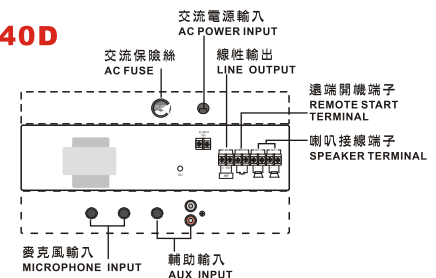 40D
交流電源輸入
AC POWER INPUT
交流保險絲
AC FUSE
線性輸出
LINE OUTPUT
遠端開機端子
REMOTE START
TERMINAL
喇叭接線端子
SPEAKER TERMINAL
麥克風輸入
MICROPHONE INPUT
輔助輸入
AUX INPUT